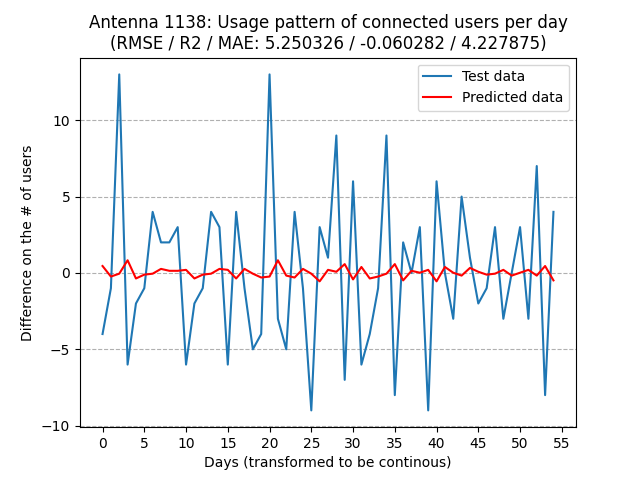 Antenna 1138: Usage pattern of connected users per day
(RMSE / R2 / MAE: 5.250326 / -0.060282 / 4.227875)
Test data
Predicted data
Difference on the # of users
10
5
0
−5
−10
0 5 10 15 20 25 30 35 40 45 50 55
Days (transformed to be continous)